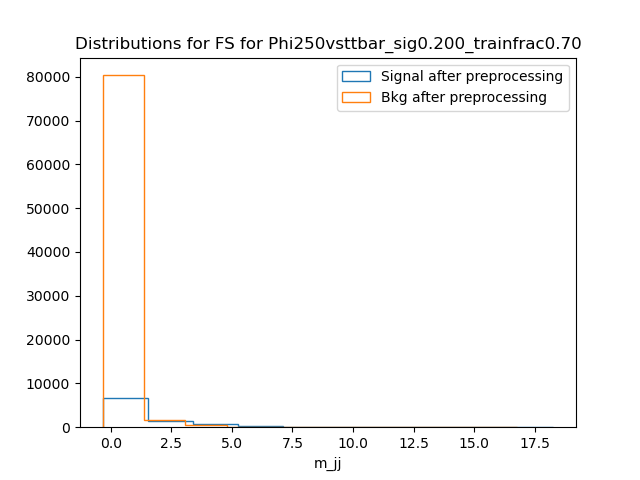 Distributions for FS for Phi250vsttbar_sig0.200_trainfrac0.70
Signal after preprocessing
Bkg after preprocessing
80000
70000
60000
50000
40000
30000
20000
10000
0
0.0 2.5 5.0 7.5 10.0 12.5 15.0 17.5
m_jj